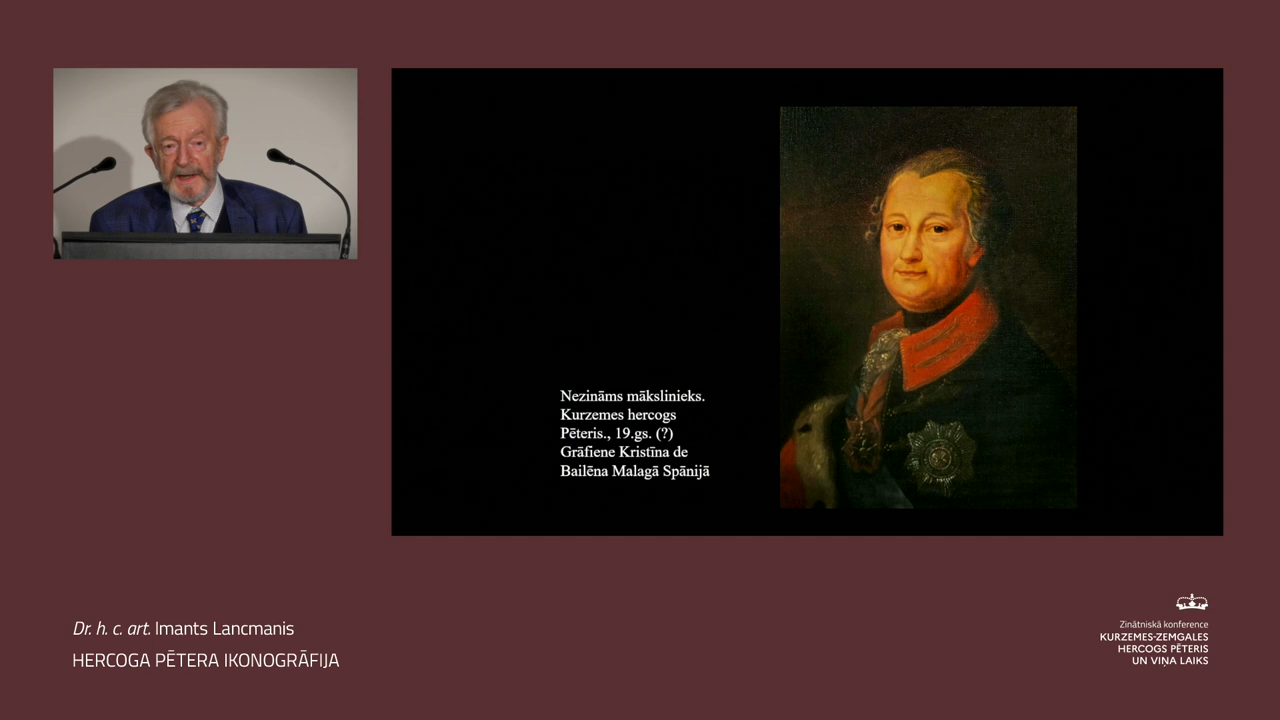 Nezināms mākslinieks.
Kurzemes hercogs
Pēteris., 19.gs. (?)
Grāfiene Kristīna de
Bailēna Malagā Spānijā
Dr. h. c. art. Imants Lancmanis
HERCOGA PĒTERA IKONOGRĀFIJA
Zinātniskā konference
KURZEMES-ZEMGALES
HERCOGS PĒTERIS
UN VIŅA LAIKS